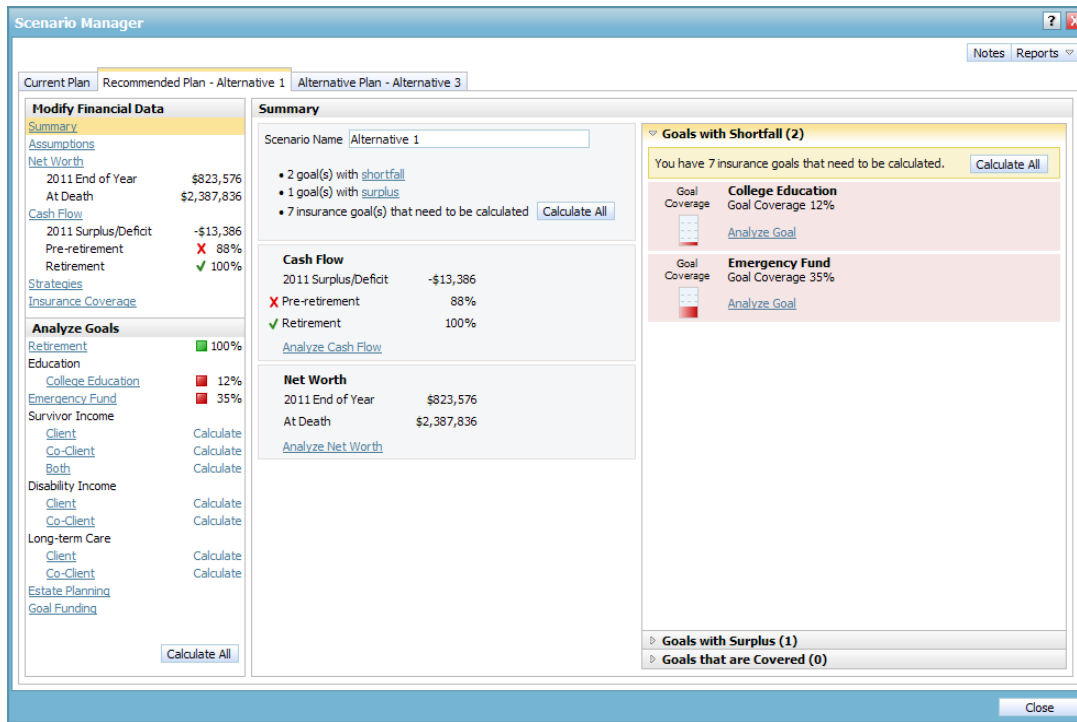 Scenario Manager
?
Notes Reports
Current Plan Recommended Plan - Alternative 1 Alternative Plan - Alternative 3
Modify Financial Data
Summary
Assumptions
Net Worth
2011 End of Year $823,576
At Death $2,387,836
Cash Flow
2011 Surplus/Deficit -$13,386
Pre-retirement 88%
Retirement 100%
Strategies
Insurance Coverage
Analyze Goals
Retirement 100%
Education
College Education 12%
Emergency Fund 35%
Survivor Income
Client Calculate
Co-Client Calculate
Both Calculate
Disability Income
Client Calculate
Co-Client Calculate
Long-term Care
Client Calculate
Co-Client Calculate
Estate Planning
Goal Funding
Calculate All
Summary
Scenario Name Alternative 1
• 2 goal(s) with shortfall
• 1 goal(s) with surplus
• 7 insurance goal(s) that need to be calculated Calculate All
Cash Flow
2011 Surplus/Deficit -$13,386
Pre-retirement 88%
Retirement 100%
Analyze Cash Flow
Net Worth
2011 End of Year $823,576
At Death $2,387,836
Analyze Net Worth
Goals with Shortfall (2)
You have 7 insurance goals that need to be calculated. Calculate All
Goal Coverage
College Education
Goal Coverage 12%
Analyze Goal
Goal Coverage
Emergency Fund
Goal Coverage 35%
Analyze Goal
Goals with Surplus (1)
Goals that are Covered (0)
Close